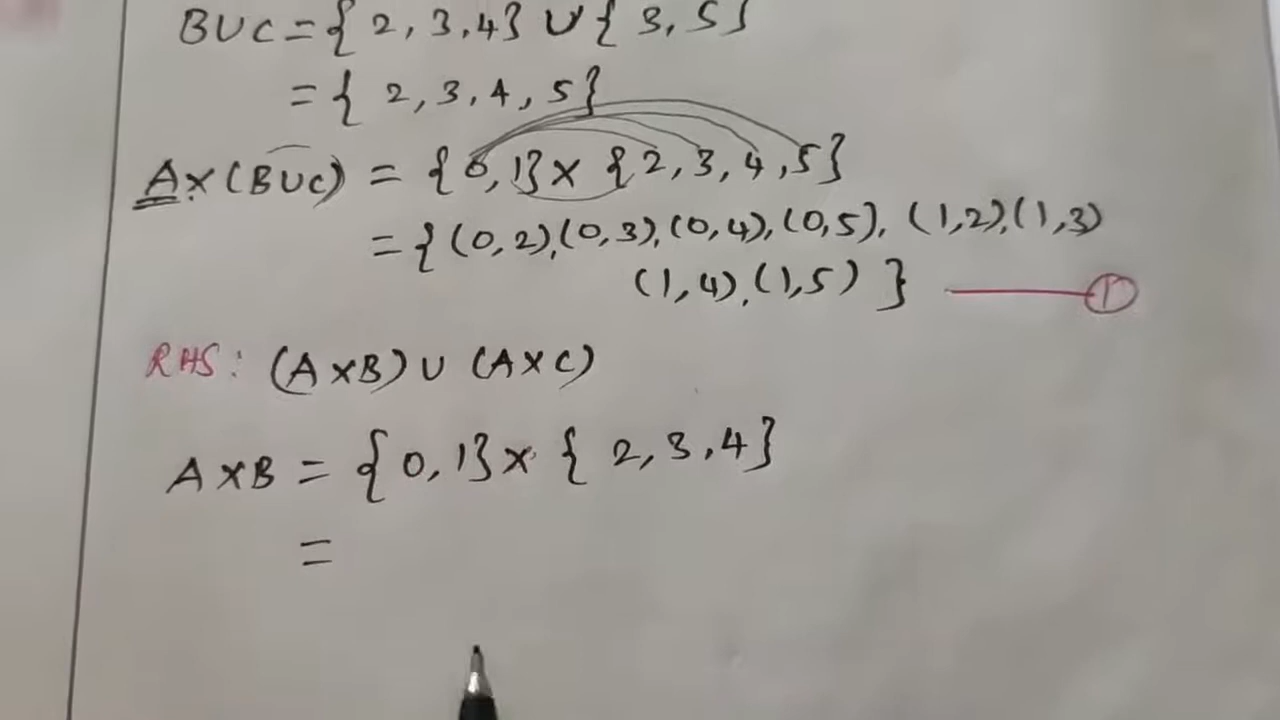 BUC = { 2, 3, 4} U { 3, 5}
= { 2, 3, 4, 5}
A × (BUC) = {0, 1} × {2, 3, 4, 5}
= { (0, 2), (0, 3), (0, 4), (0, 5), (1, 2), (1, 3)
(1, 4), (1, 5) } ①
RHS: (A×B) U (A×C)
A×B = {0, 1} × { 2, 3, 4}
=